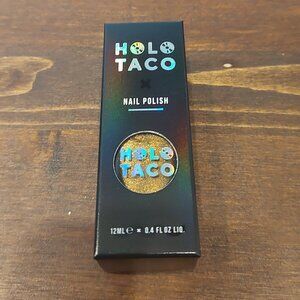 HOLO
TACO
×
NAIL POLISH
HOLO
TACO
12ML ℮ × 0.4 FL OZ LIQ.